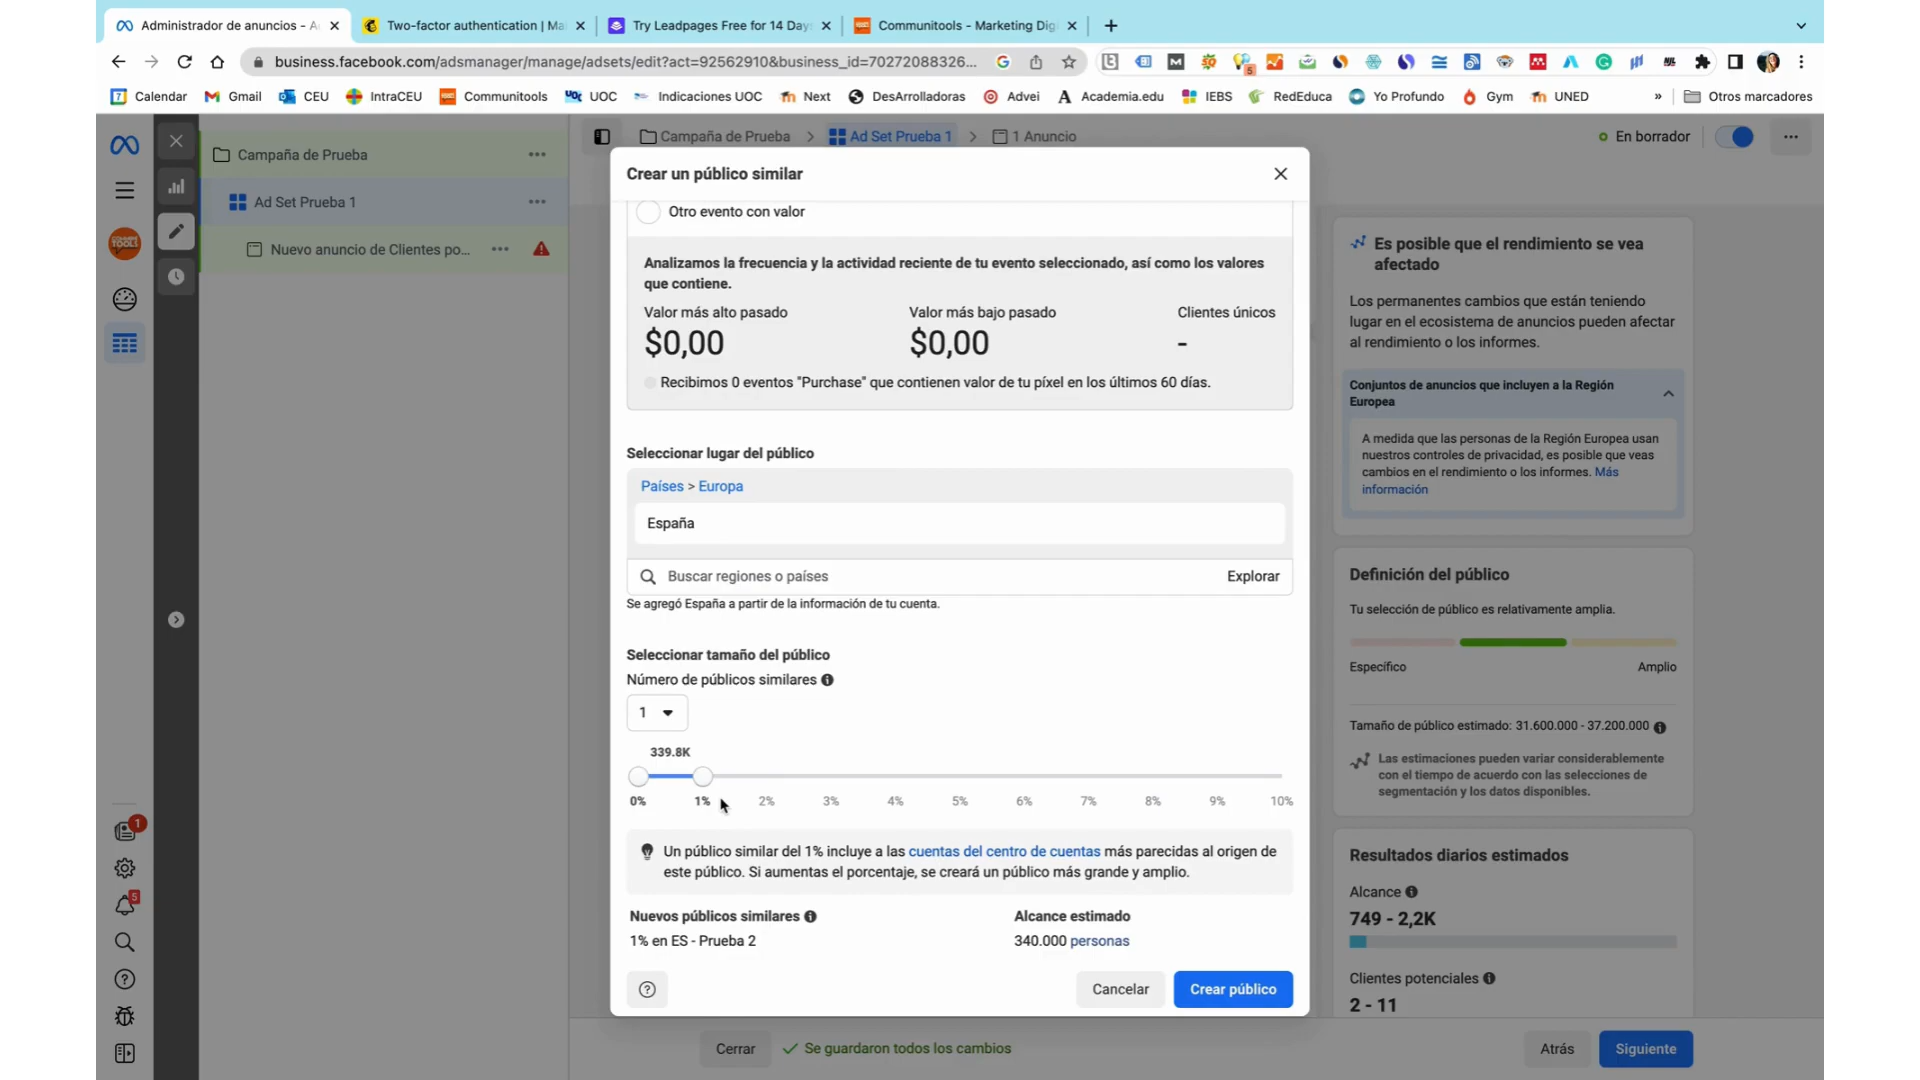 Administrador de anuncios - A
Two-factor authentication | Ma
Try Leadpages Free for 14 Day
Communitools - Marketing Dig
business.facebook.com/adsmanager/manage/adsets/edit?act=92562910&business_id=70272088326...
5
7 Calendar
Gmail
CEU
IntraCEU
Communitools
UOC UOC
Indicaciones UOC
Next
DesArrolladoras
Advei
Academia.edu
IEBS
RedEduca
Yo Profundo
Gym
UNED
»
Otros marcadores
Campaña de Prueba
Ad Set Prueba 1
Nuevo anuncio de Clientes po...
Campaña de Prueba > Ad Set Prueba 1 > 1 Anuncio
En borrador
Crear un público similar
Otro evento con valor
Analizamos la frecuencia y la actividad reciente de tu evento seleccionado, así como los valores
que contiene.
Valor más alto pasado
$0,00
Valor más bajo pasado
$0,00
Clientes únicos
-
Recibimos 0 eventos "Purchase" que contienen valor de tu píxel en los últimos 60 días.
Seleccionar lugar del público
Países > Europa
España
Buscar regiones o países
Explorar
Se agregó España a partir de la información de tu cuenta.
Seleccionar tamaño del público
Número de públicos similares
1
339.8K
0% 1% 2% 3% 4% 5% 6% 7% 8% 9% 10%
Un público similar del 1% incluye a las cuentas del centro de cuentas más parecidas al origen de
este público. Si aumentas el porcentaje, se creará un público más grande y amplio.
Nuevos públicos similares
1% en ES - Prueba 2
Alcance estimado
340.000 personas
Cancelar
Crear público
Es posible que el rendimiento se vea
afectado
Los permanentes cambios que están teniendo
lugar en el ecosistema de anuncios pueden afectar
al rendimiento o los informes.
Conjuntos de anuncios que incluyen a la Región
Europea
A medida que las personas de la Región Europea usan
nuestros controles de privacidad, es posible que veas
cambios en el rendimiento o los informes. Más
información
Definición del público
Tu selección de público es relativamente amplia.
Específico
Amplio
Tamaño de público estimado: 31.600.000 - 37.200.000
Las estimaciones pueden variar considerablemente
con el tiempo de acuerdo con las selecciones de
segmentación y los datos disponibles.
Resultados diarios estimados
Alcance
749 - 2,2K
Clientes potenciales
2 - 11
1
5
Cerrar
Se guardaron todos los cambios
Atrás
Siguiente